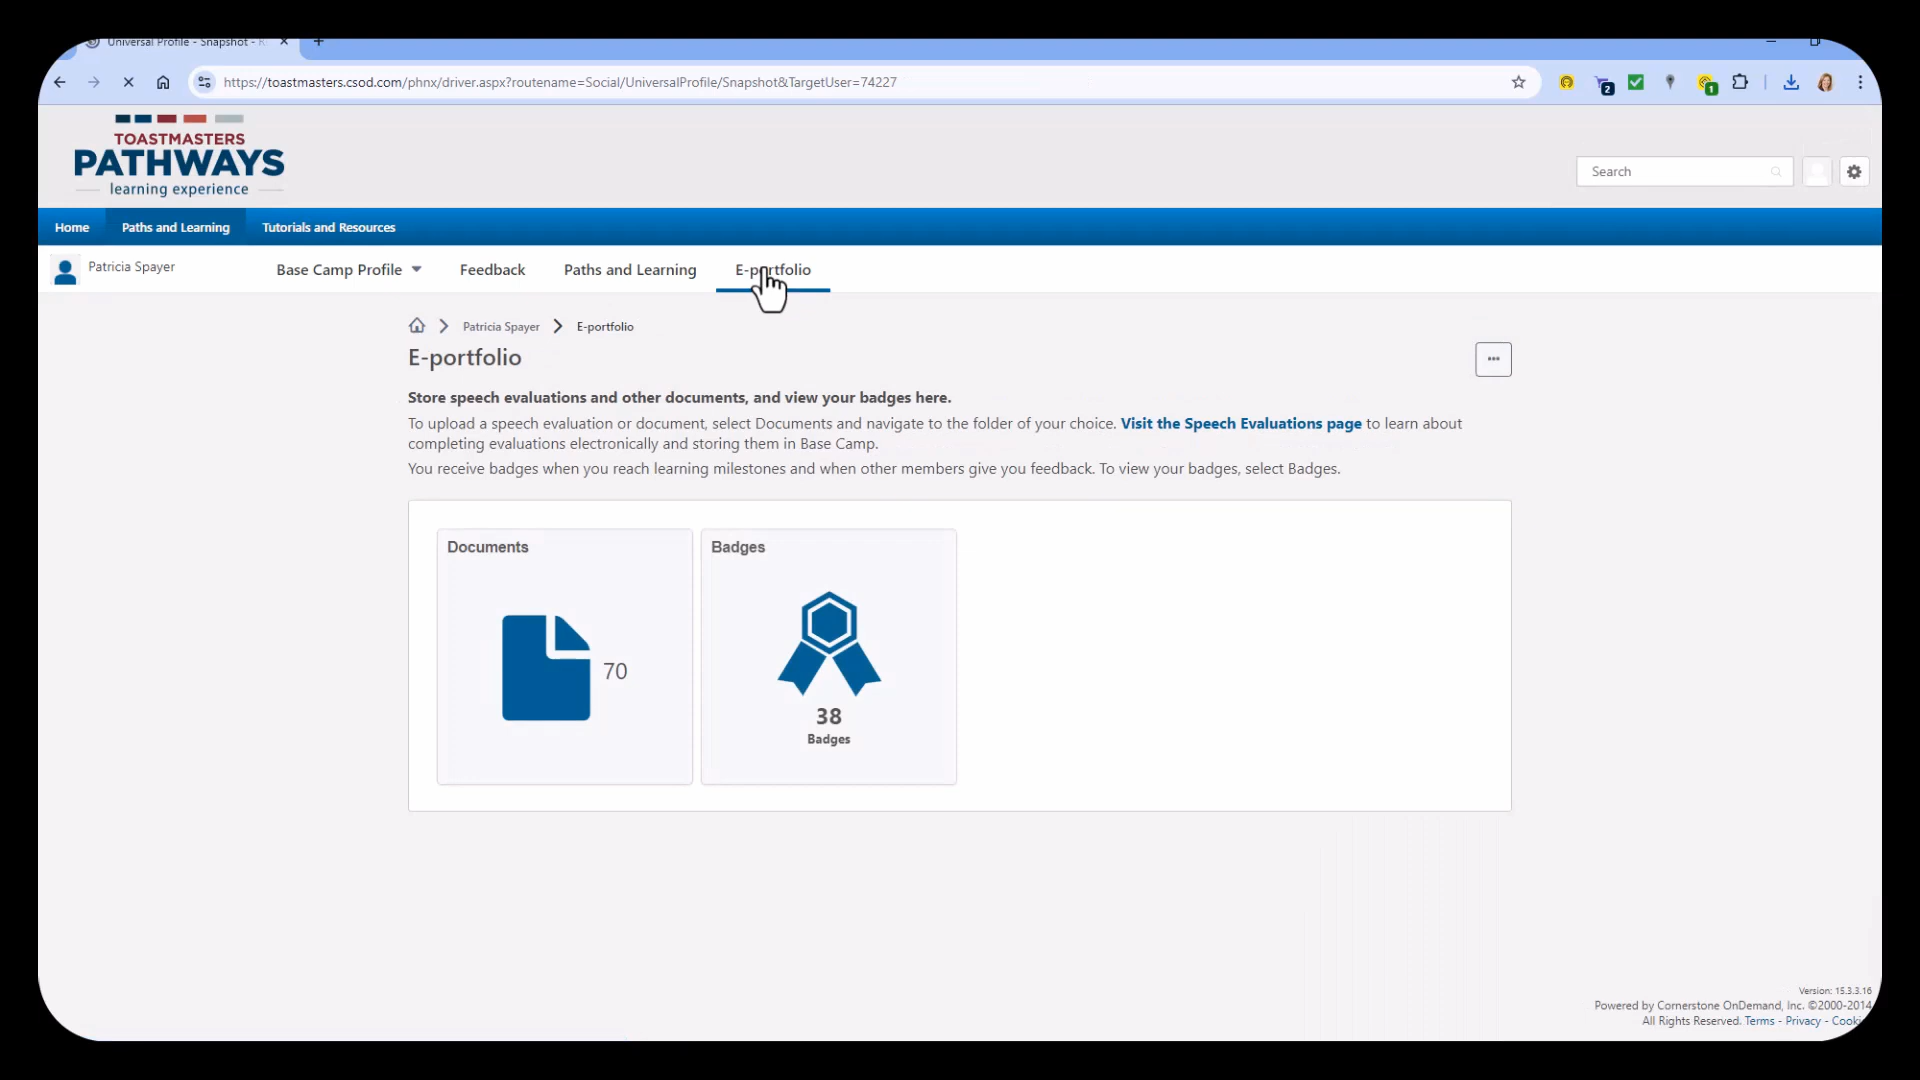 Universal Profile - Snapshot -
https://toastmasters.csod.com/phnx/driver.aspx?routename=Social/UniversalProfile/Snapshot&TargetUser=74227
2
1
TOASTMASTERS
PATHWAYS
learning experience
Search
Home
Paths and Learning
Tutorials and Resources
Patricia Spayer
Base Camp Profile
Feedback
Paths and Learning
E-portfolio
Patricia Spayer
E-portfolio
E-portfolio
Store speech evaluations and other documents, and view your badges here.
To upload a speech evaluation or document, select Documents and navigate to the folder of your choice. Visit the Speech Evaluations page to learn about
completing evaluations electronically and storing them in Base Camp.
You receive badges when you reach learning milestones and when other members give you feedback. To view your badges, select Badges.
Documents
Badges
70
38
Badges
Version: 15.3.3.16
Powered by Cornerstone OnDemand, Inc. ©2000-2014
All Rights Reserved. Terms - Privacy -